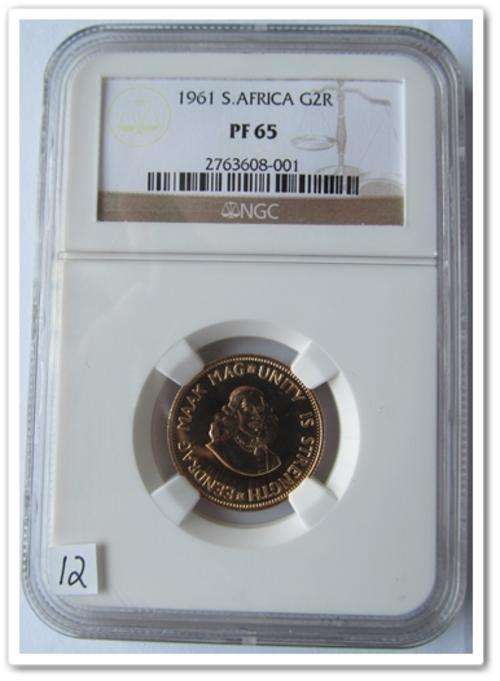 1961 S.AFRICA G2R
PF 65
2763608-001
NGC
EENDRAG MAAK MAG * UNITY IS STRENGTH *
12